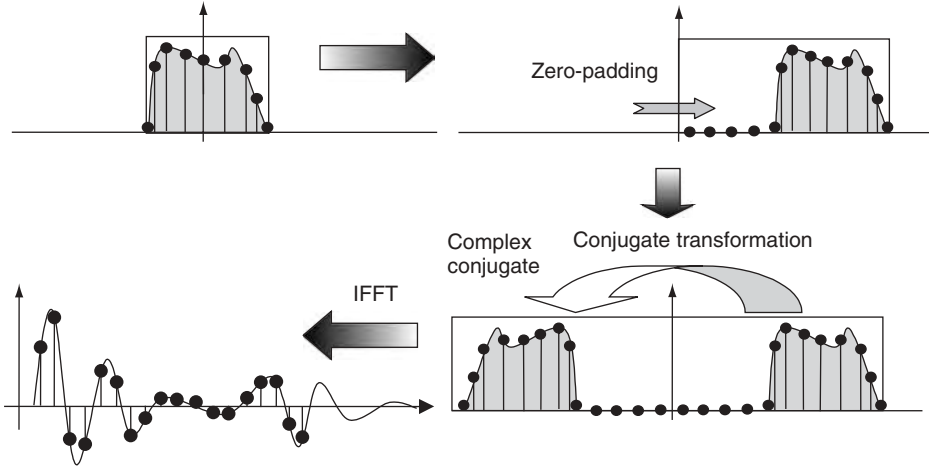 Zero-padding
Complex
conjugate
Conjugate transformation
IFFT